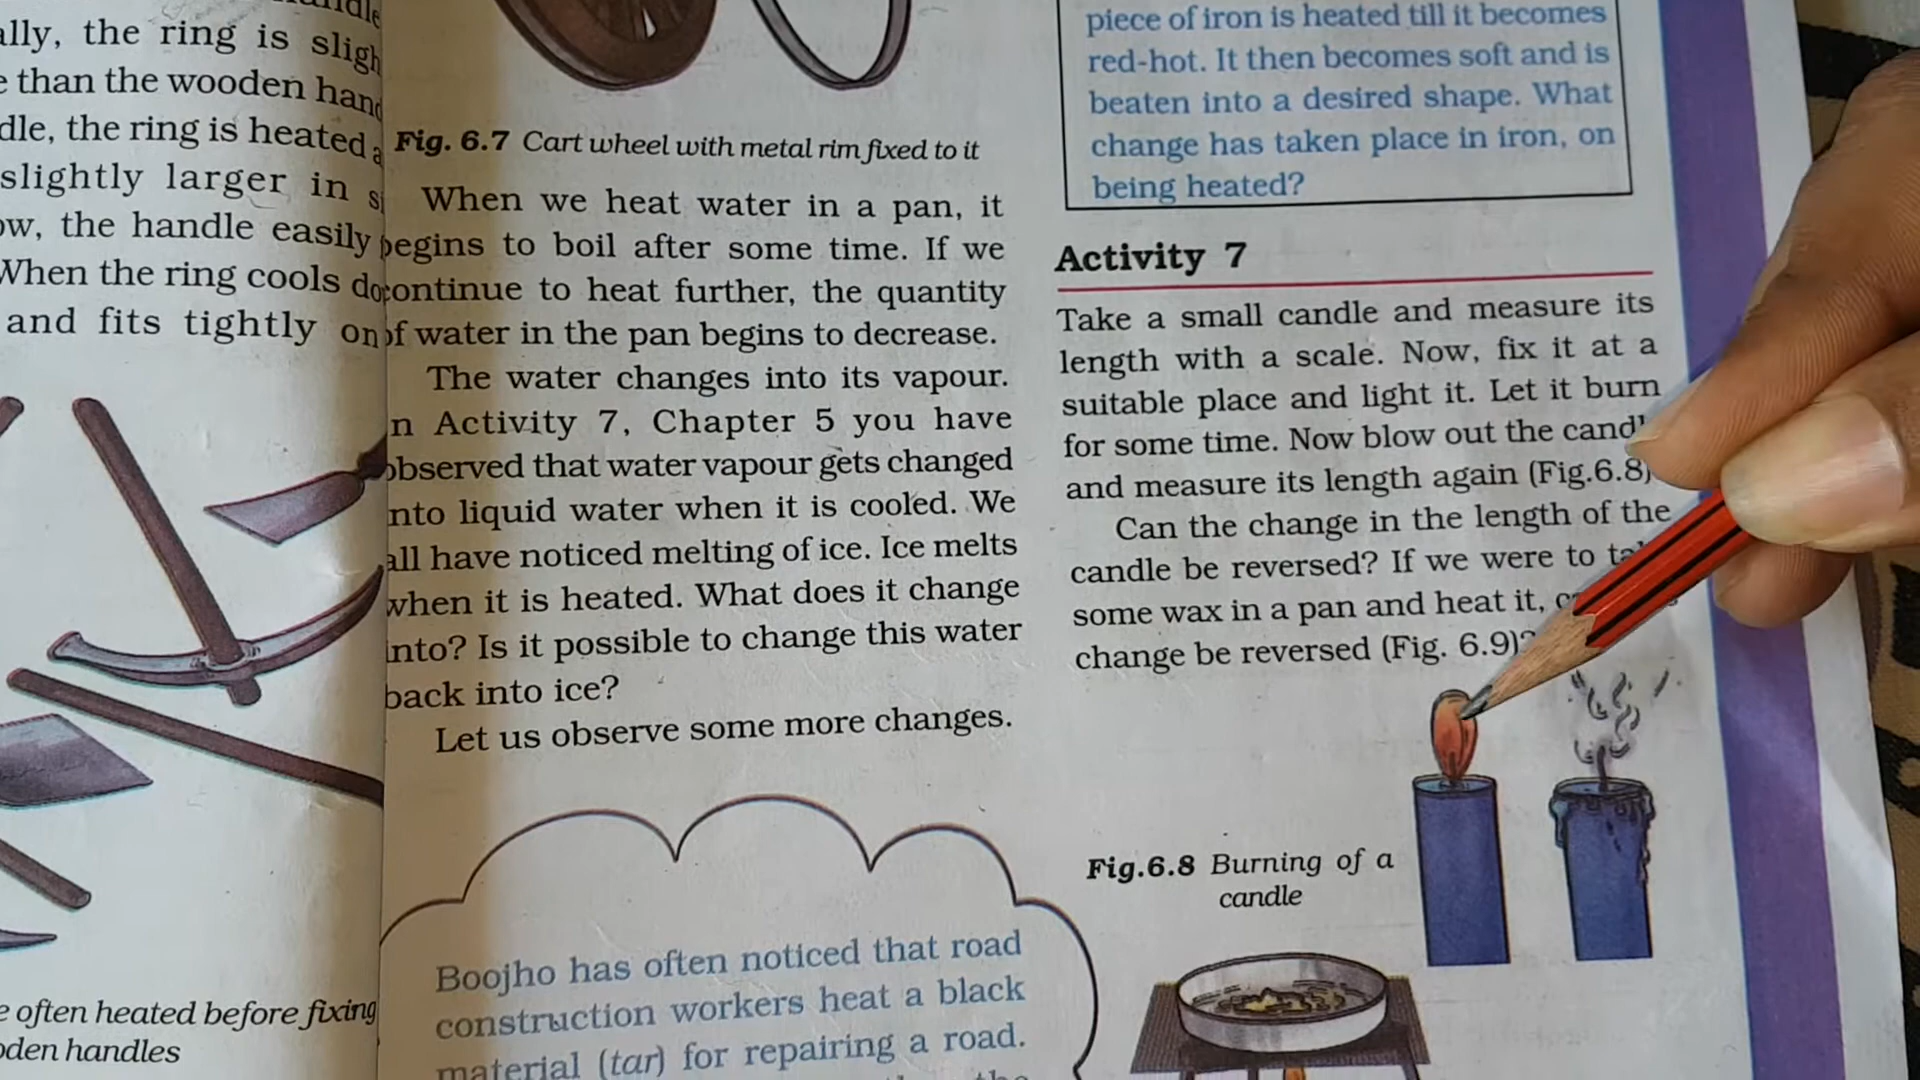 ally, the ring is
than the wooden
dle, the ring is heated
slightly larger in
ow, the handle easily
When the ring cools
and fits tightly on
often heated before fixing
oden handles
Fig. 6.7 Cart wheel with metal rim fixed to it
When we heat water in a pan, it
begins to boil after some time. If we
continue to heat further, the quantity
of water in the pan begins to decrease.
The water changes into its vapour.
n Activity 7, Chapter 5 you have
observed that water vapour gets changed
into liquid water when it is cooled. We
all have noticed melting of ice. Ice melts
when it is heated. What does it change
into? Is it possible to change this water
back into ice?
Let us observe some more changes.
Boojho has often noticed that road
construction workers heat a black
material (tar) for repairing a road.
piece of iron is heated till it becomes
red-hot. It then becomes soft and is
beaten into a desired shape. What
change has taken place in iron, on
being heated?
Activity 7
Take a small candle and measure its
length with a scale. Now, fix it at a
suitable place and light it. Let it burn
for some time. Now blow out the candl
and measure its length again (Fig.6.8)
Can the change in the length of the
candle be reversed? If we were to
some wax in a pan and heat it,
change be reversed (Fig. 6.9)?
Fig.6.8 Burning of a
candle